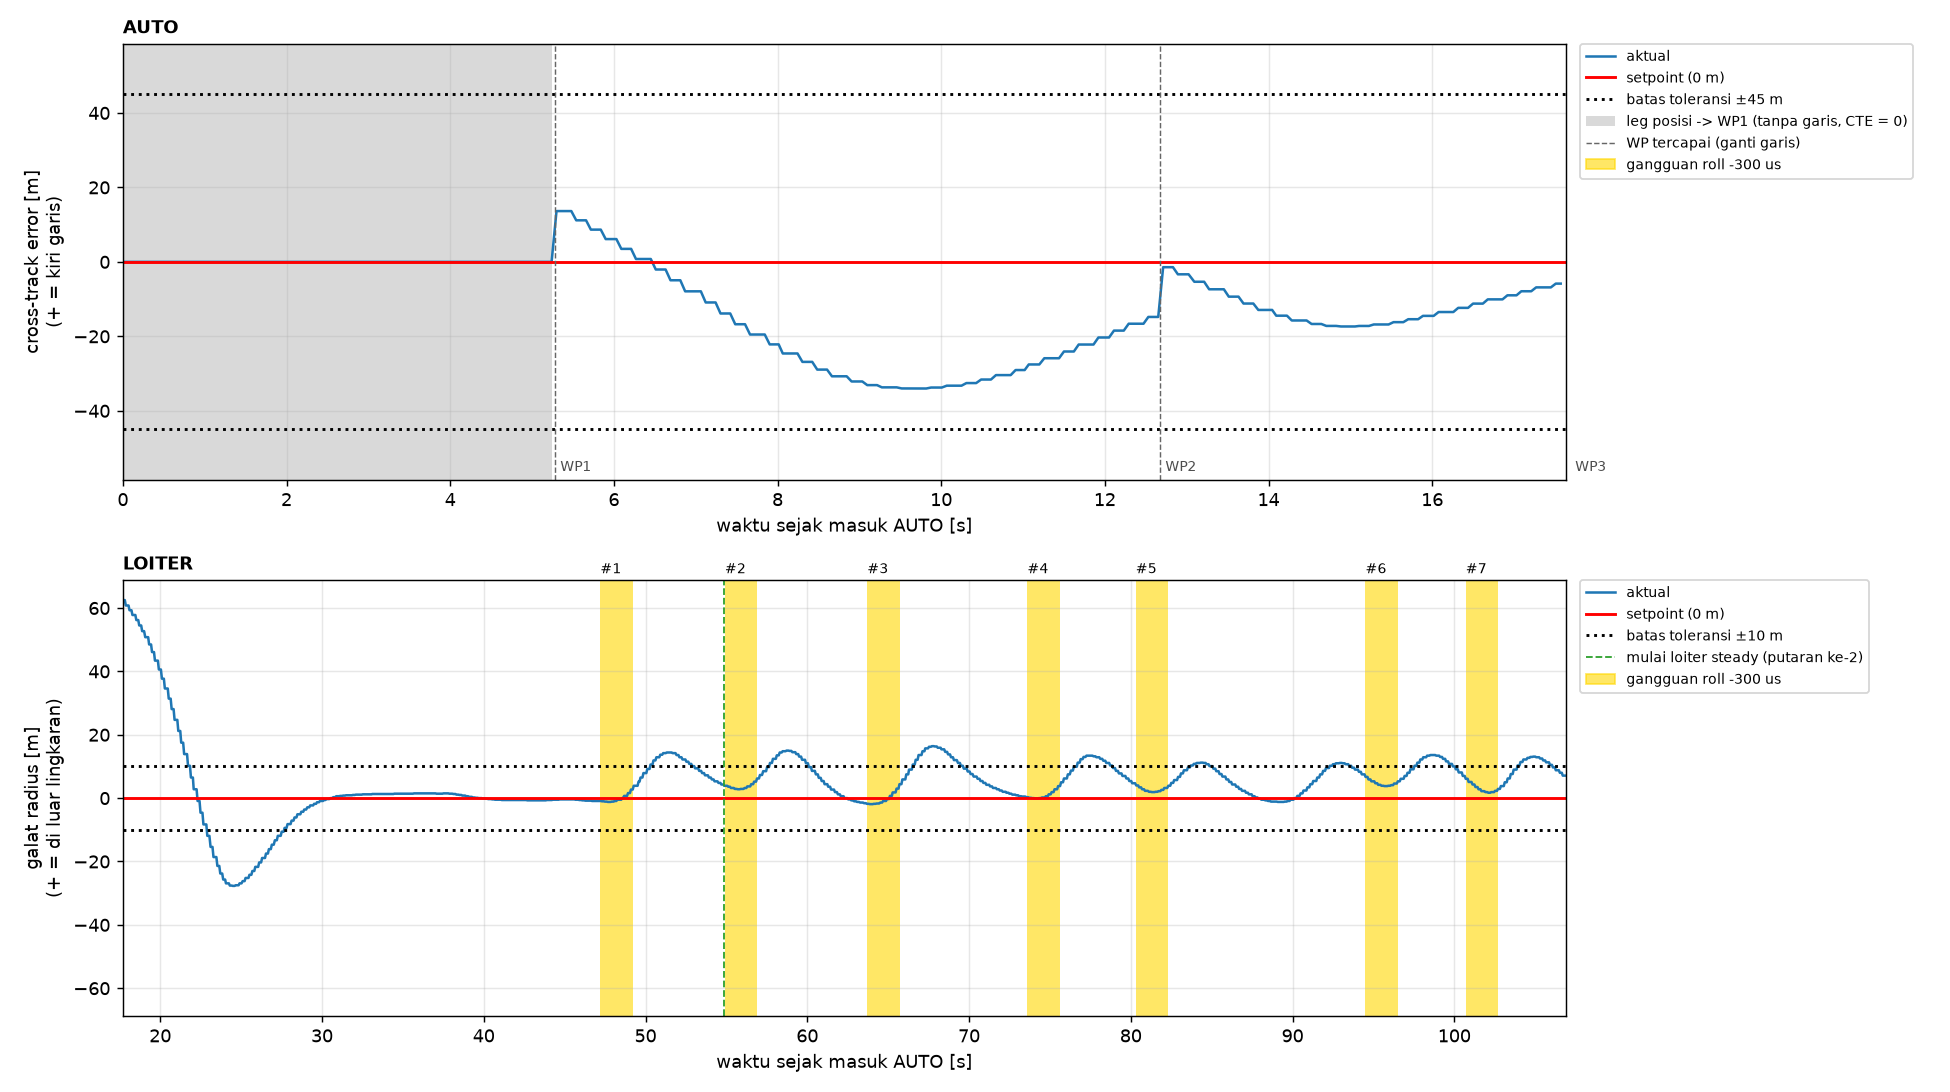 AUTO
aktual
setpoint (0 m)
batas toleransi ±45 m
leg posisi -> WP1 (tanpa garis, CTE = 0)
WP tercapai (ganti garis)
gangguan roll -300 us
cross-track error [m]
(+ = kiri garis)
40
20
0
−20
−40
WP1
WP2
WP3
0 2 4 6 8 10 12 14 16
waktu sejak masuk AUTO [s]
LOITER
#1 #2 #3 #4 #5 #6 #7
aktual
setpoint (0 m)
batas toleransi ±10 m
mulai loiter steady (putaran ke-2)
gangguan roll -300 us
galat radius [m]
(+ = di luar lingkaran)
60
40
20
0
−20
−40
−60
20 30 40 50 60 70 80 90 100
waktu sejak masuk AUTO [s]